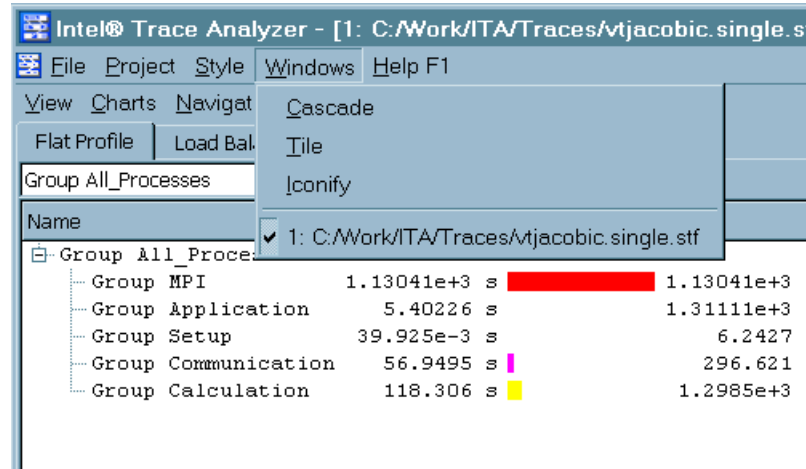 Intel® Trace Analyzer - [1: C:/Work/ITA/Traces/vtjacobic.single.s
File Project Style Windows Help F1
View Charts Navigat
Cascade
Flat Profile Load Bal
Tile
Group All_Processes
Iconify
Name
✔ 1: C:/Work/ITA/Traces/vtjacobic.single.stf
Group All_Proce
Group MPI 1.13041e+3 s 1.13041e+3
Group Application 5.40226 s 1.31111e+3
Group Setup 39.925e-3 s 6.2427
Group Communication 56.9495 s 296.621
Group Calculation 118.306 s 1.2985e+3